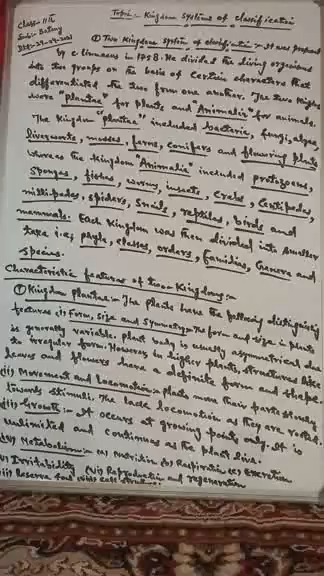 Class- 11th
Topic:- Kingdom Systems of classification
Sub:- Botany
① Two Kingdom System of classification :- It was proposed
by C. linnaeus in 1758. He divided the living organisms
into two groups on the basis of certain characters that
differentiated the two from one another. The two
were "plantae" for plants and "Animalia" for animals.
The kingdom "plantae" included bacteria, fungi, algae,
liverworts, mosses, ferns, conifers and flowering plants
whereas the kingdom "Animalia" included protozoans,
sponges, fishes, worms, insects, crebs, centipedes,
millipedes, spiders, snails, reptiles, birds and
mammals. Each kingdom was then divided into smaller
taxa i.e; phyla, classes, orders, families, Genera and
species.
Characteristic features of two Kingdoms:-
① Kingdom plantae:- The plants have the following distinguishing
features (i) Form, size and Symmetry:- The form and size in plants
is generally variable. plant body is usually asymmetrical due
to irregular form. However, in higher plants, structures like
leaves and flowers have a definite form and shape.
(ii) Movement and Locomotion:- plants move their parts slowly
towards stimuli. The lack locomotion as they are rooted.
(iii) Growth:- It occurs at growing points only. It is
unlimited and continues as the plant live.
(iv) Metabolism:- (a) Nutrition (b) Respiration (c) Excretion
(v) Irritability (vi) Reproduction and regeneration
(vii) Reserve food (viii) cell structure.